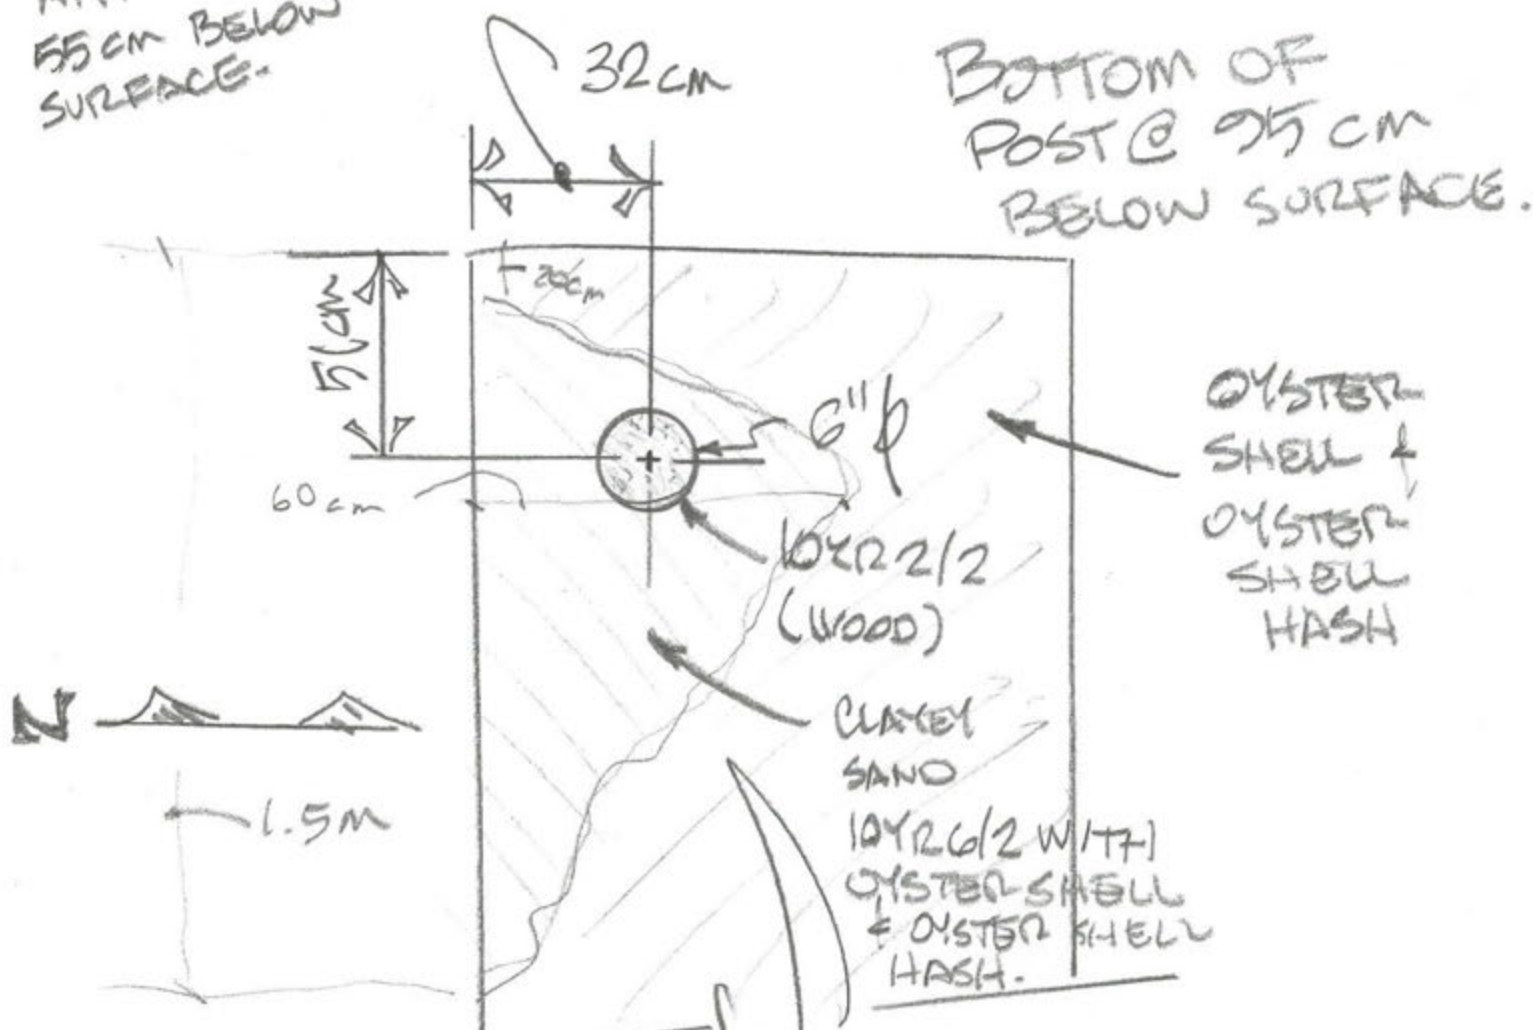 55 CM BELOW
SURFACE.
32 CM
BOTTOM OF
POST @ 95 CM
BELOW SURFACE.
20cm
51cm
6" ϕ
60 cm
10YR 2/2
(WOOD)
OYSTER
SHELL &
OYSTER
SHELL
HASH
N
1.5M
CLAYEY
SAND
10YR 6/2 WITH
OYSTER SHELL
& OYSTER SHELL
HASH.